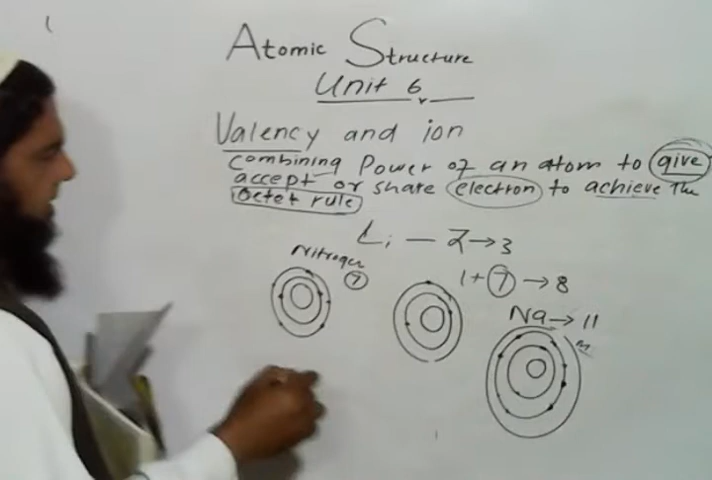 Atomic Structure
Unit 6
Valency and ion
Combining Power of an atom to give
accept or share electron to achieve The
Octet rule
Li — Z→3
Nitrogen
7
1+7→8
Na→11